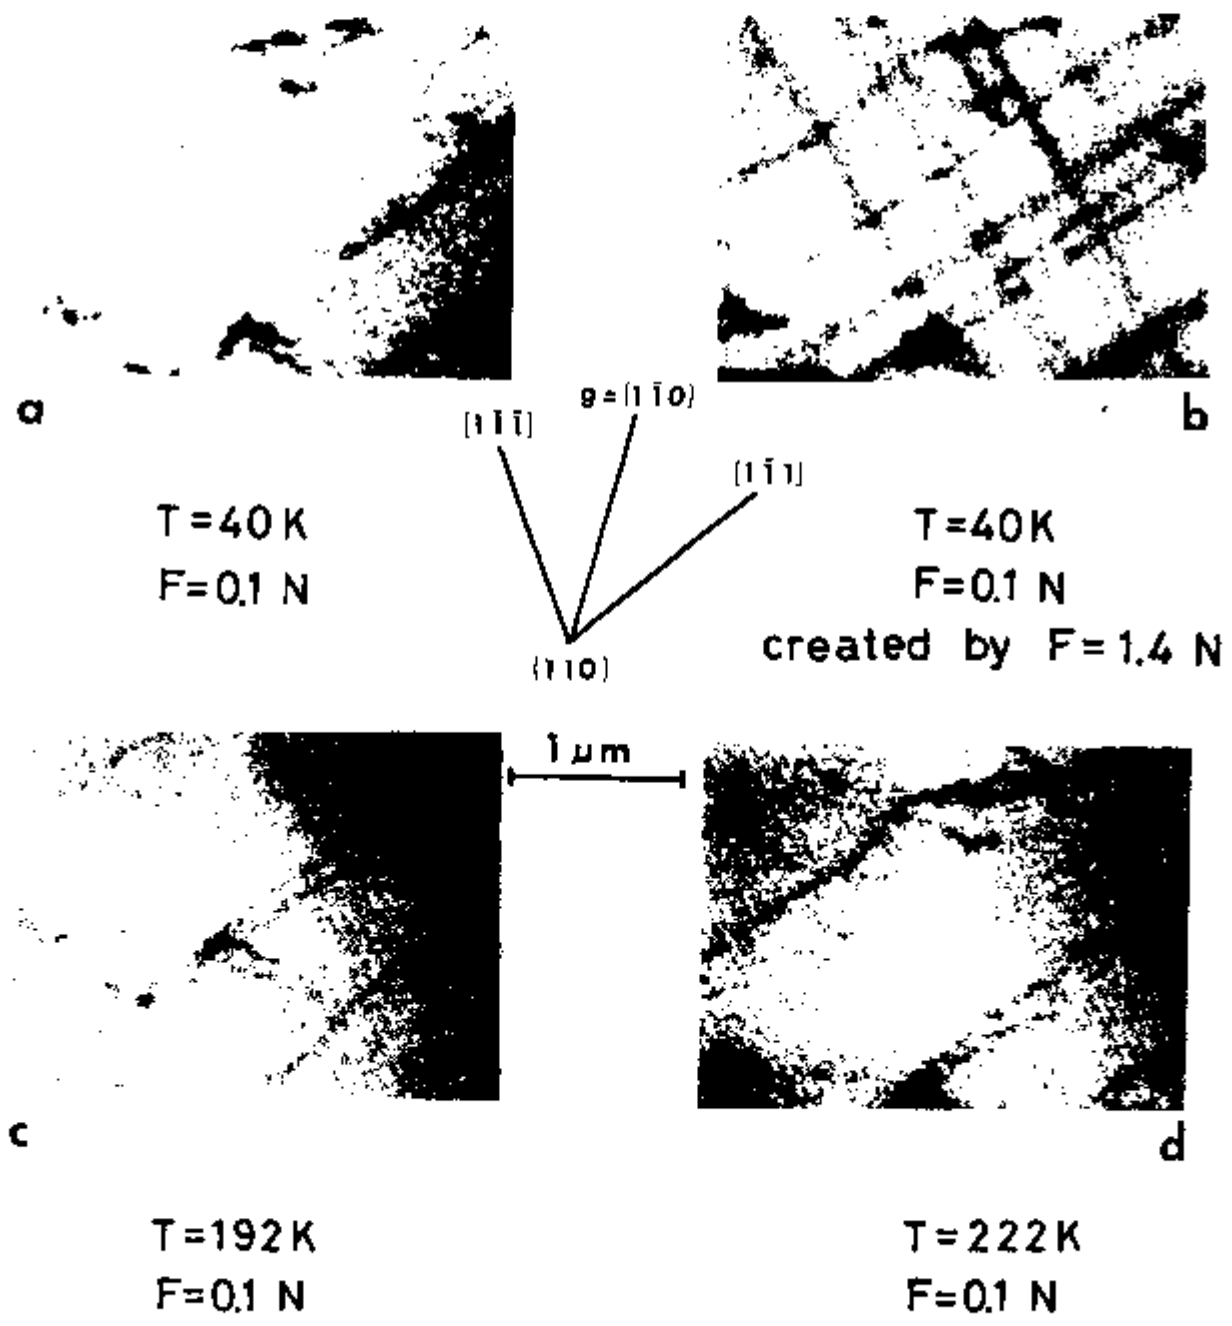 a
b
g = [1 1̄ 0]
[1 1̄ 1̄]
[1 1̄ 1]
(1 1 0)
T = 40 K
F = 0.1 N
T = 40 K
F = 0.1 N
created by F = 1.4 N
1 μm
c
d
T = 192 K
F = 0.1 N
T = 222 K
F = 0.1 N